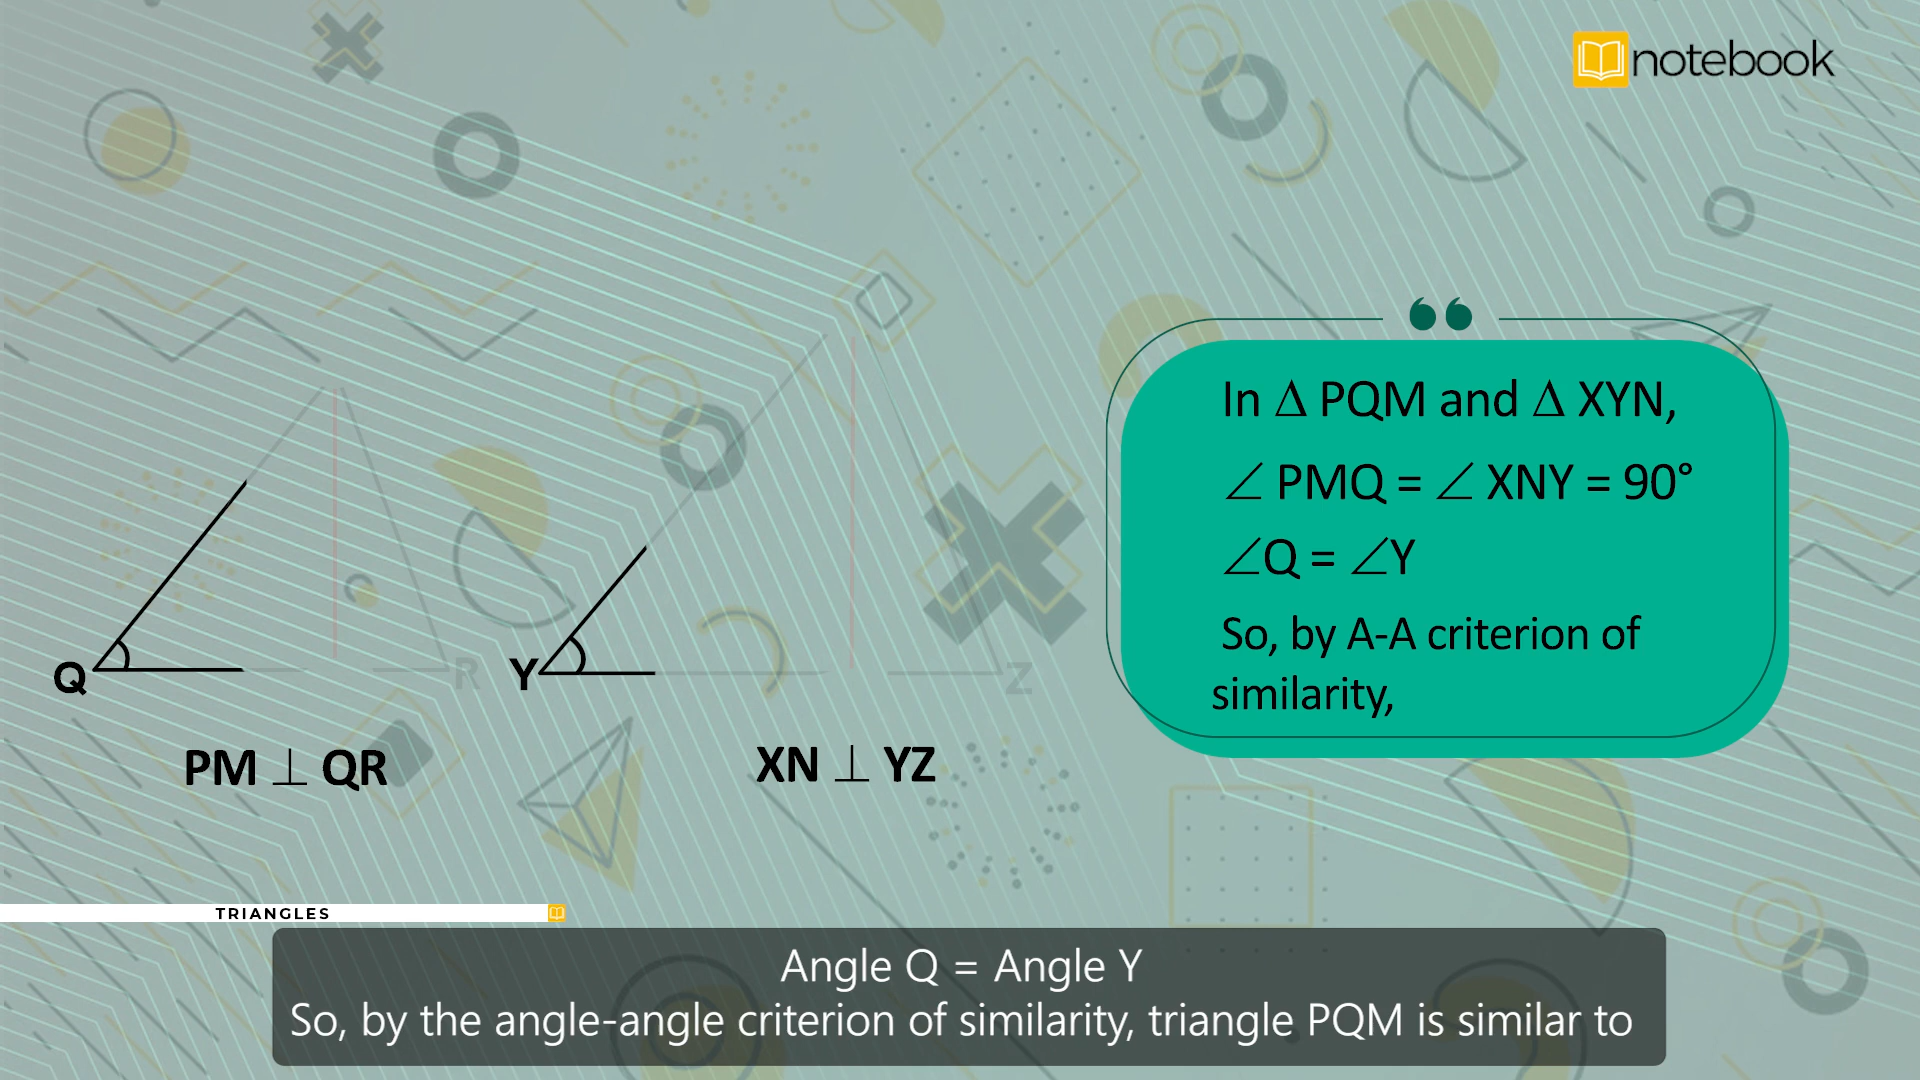 notebook
In Δ PQM and Δ XYN,
∠ PMQ = ∠ XNY = 90°
∠Q = ∠Y
So, by A-A criterion of
similarity,
Q
R
Y
Z
PM ⊥ QR
XN ⊥ YZ
TRIANGLES
Angle Q = Angle Y
So, by the angle-angle criterion of similarity, triangle PQM is similar to